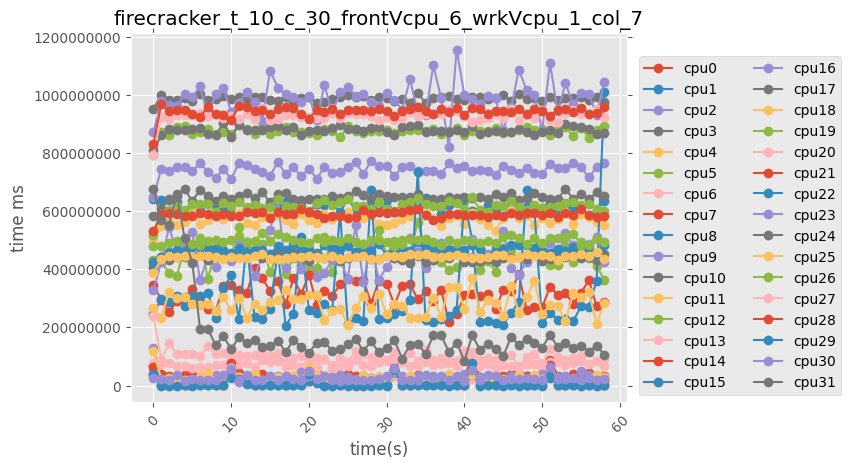 firecracker_t_10_c_30_frontVcpu_6_wrkVcpu_1_col_7
1200000000
1000000000
800000000
600000000
400000000
200000000
0
time ms
0
10
20
30
40
50
60
time(s)
cpu0
cpu1
cpu2
cpu3
cpu4
cpu5
cpu6
cpu7
cpu8
cpu9
cpu10
cpu11
cpu12
cpu13
cpu14
cpu15
cpu16
cpu17
cpu18
cpu19
cpu20
cpu21
cpu22
cpu23
cpu24
cpu25
cpu26
cpu27
cpu28
cpu29
cpu30
cpu31